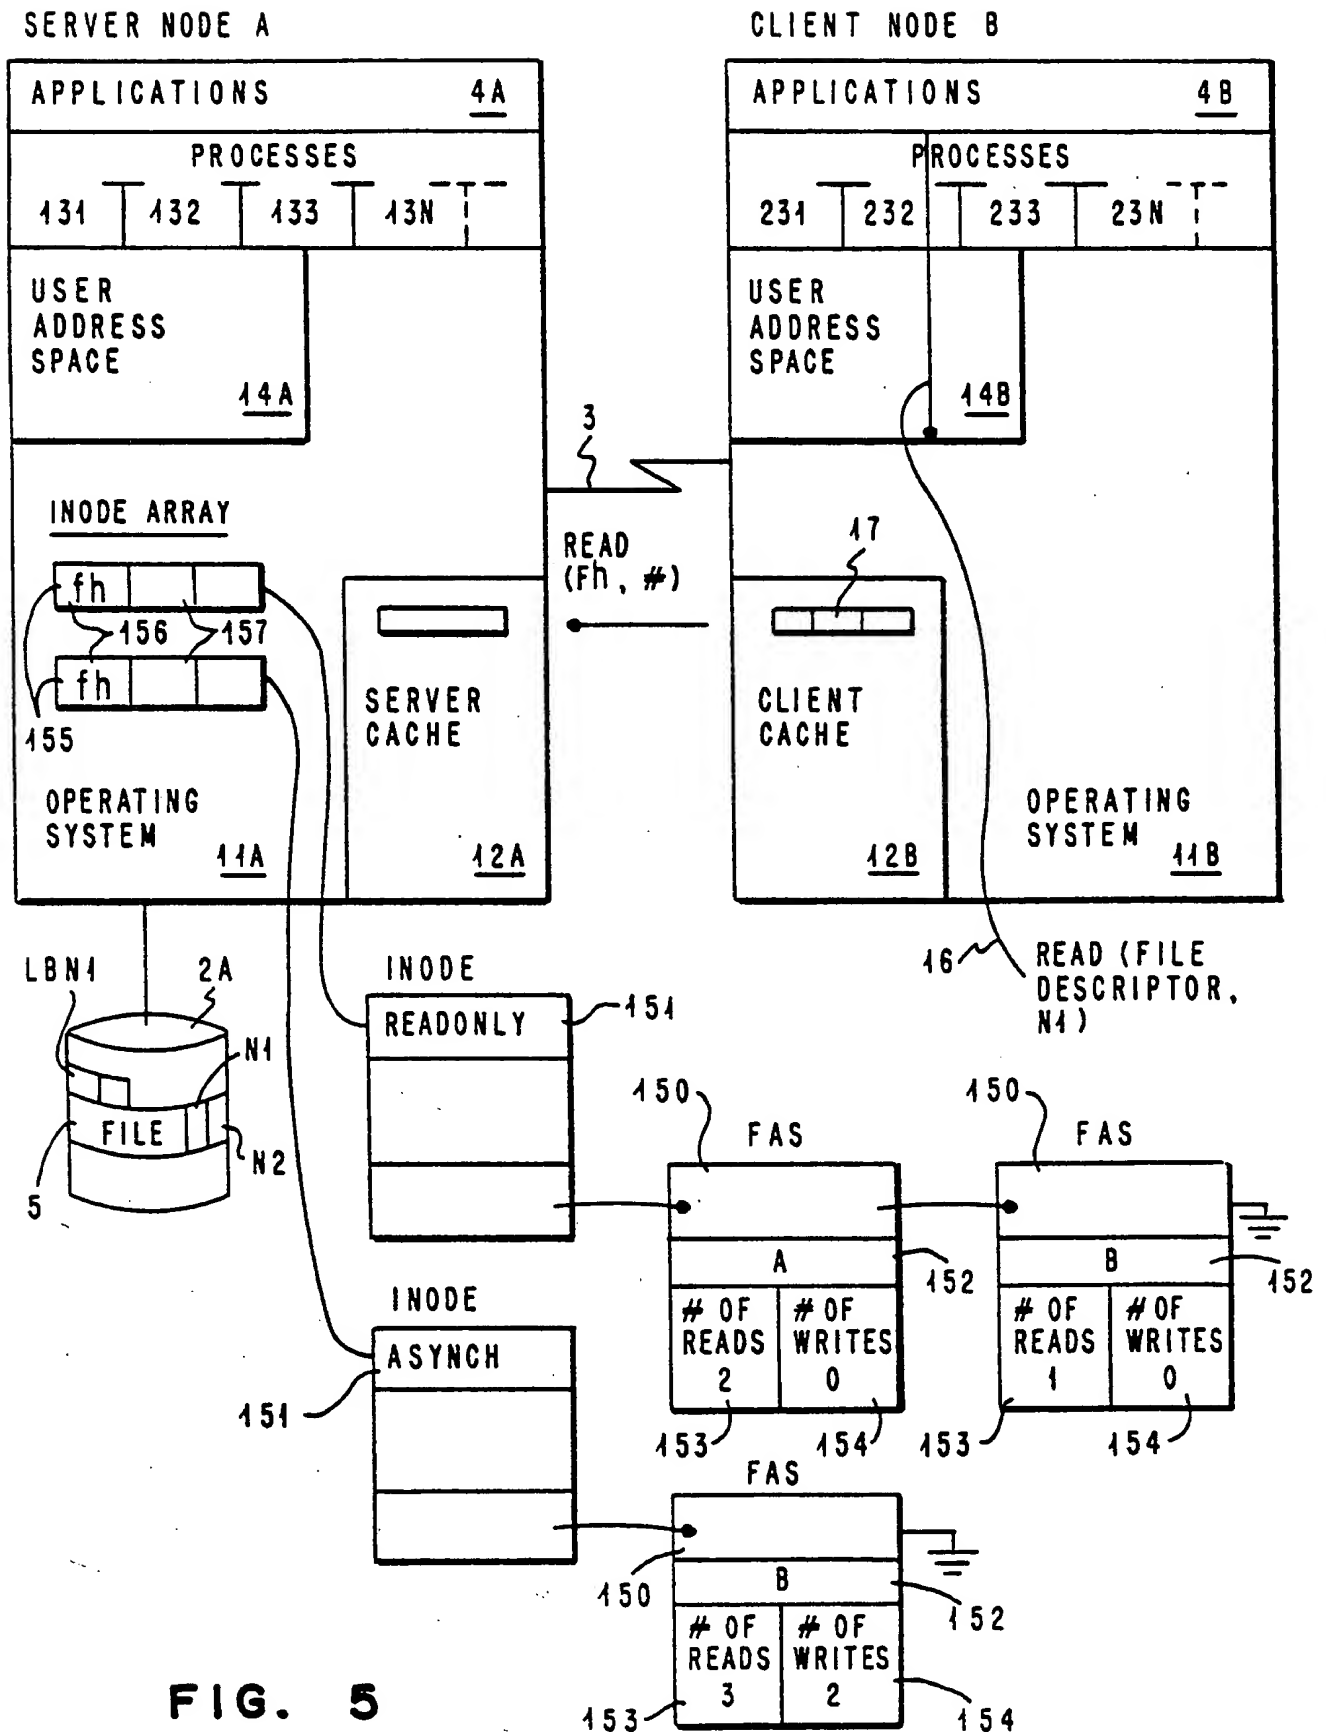 SERVER NODE A
CLIENT NODE B
APPLICATIONS 4A
APPLICATIONS 4B
PROCESSES
PROCESSES
131 132 133 13N
231 232 233 23N
USER
ADDRESS
SPACE
14A
USER
ADDRESS
SPACE
14B
3
INODE ARRAY
READ
(Fh, #)
17
fh
156 157
fh
155
SERVER
CACHE
CLIENT
CACHE
OPERATING
SYSTEM
11A
12A
12B
OPERATING
SYSTEM
11B
LBN1
2A
INODE
READONLY
151
16
READ (FILE
DESCRIPTOR,
N1)
N1
FILE
N2
5
150
FAS
150
FAS
A
152
B
152
# OF
READS
2
# OF
WRITES
0
# OF
READS
1
# OF
WRITES
0
153
154
153
154
INODE
ASYNCH
151
FAS
150
B
152
# OF
READS
3
# OF
WRITES
2
153
154
FIG. 5